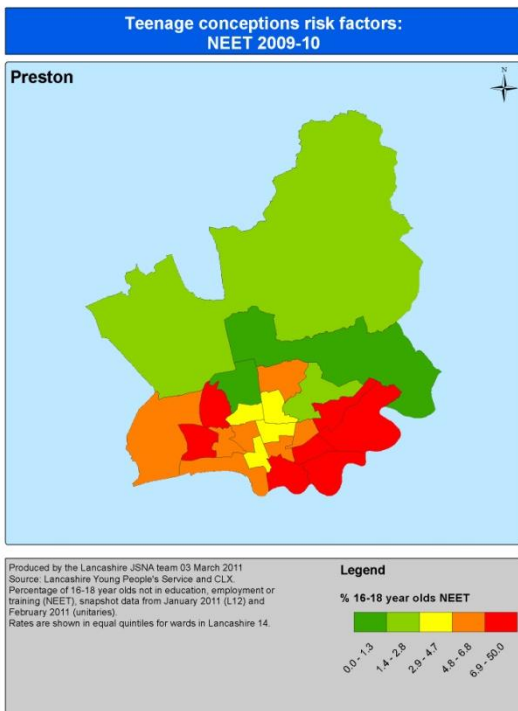 Teenage conceptions risk factors:
NEET 2009-10
Preston
N
Produced by the Lancashire JSNA team 03 March 2011
Source: Lancashire Young People's Service and CLX.
Percentage of 16-18 year olds not in education, employment or
training (NEET), snapshot data from January 2011 (L12) and
February 2011 (unitaries).
Rates are shown in equal quintiles for wards in Lancashire 14.
Legend
% 16-18 year olds NEET
0.0 - 1.3
1.4 - 2.8
2.9 - 4.7
4.8 - 6.8
6.9 - 50.0